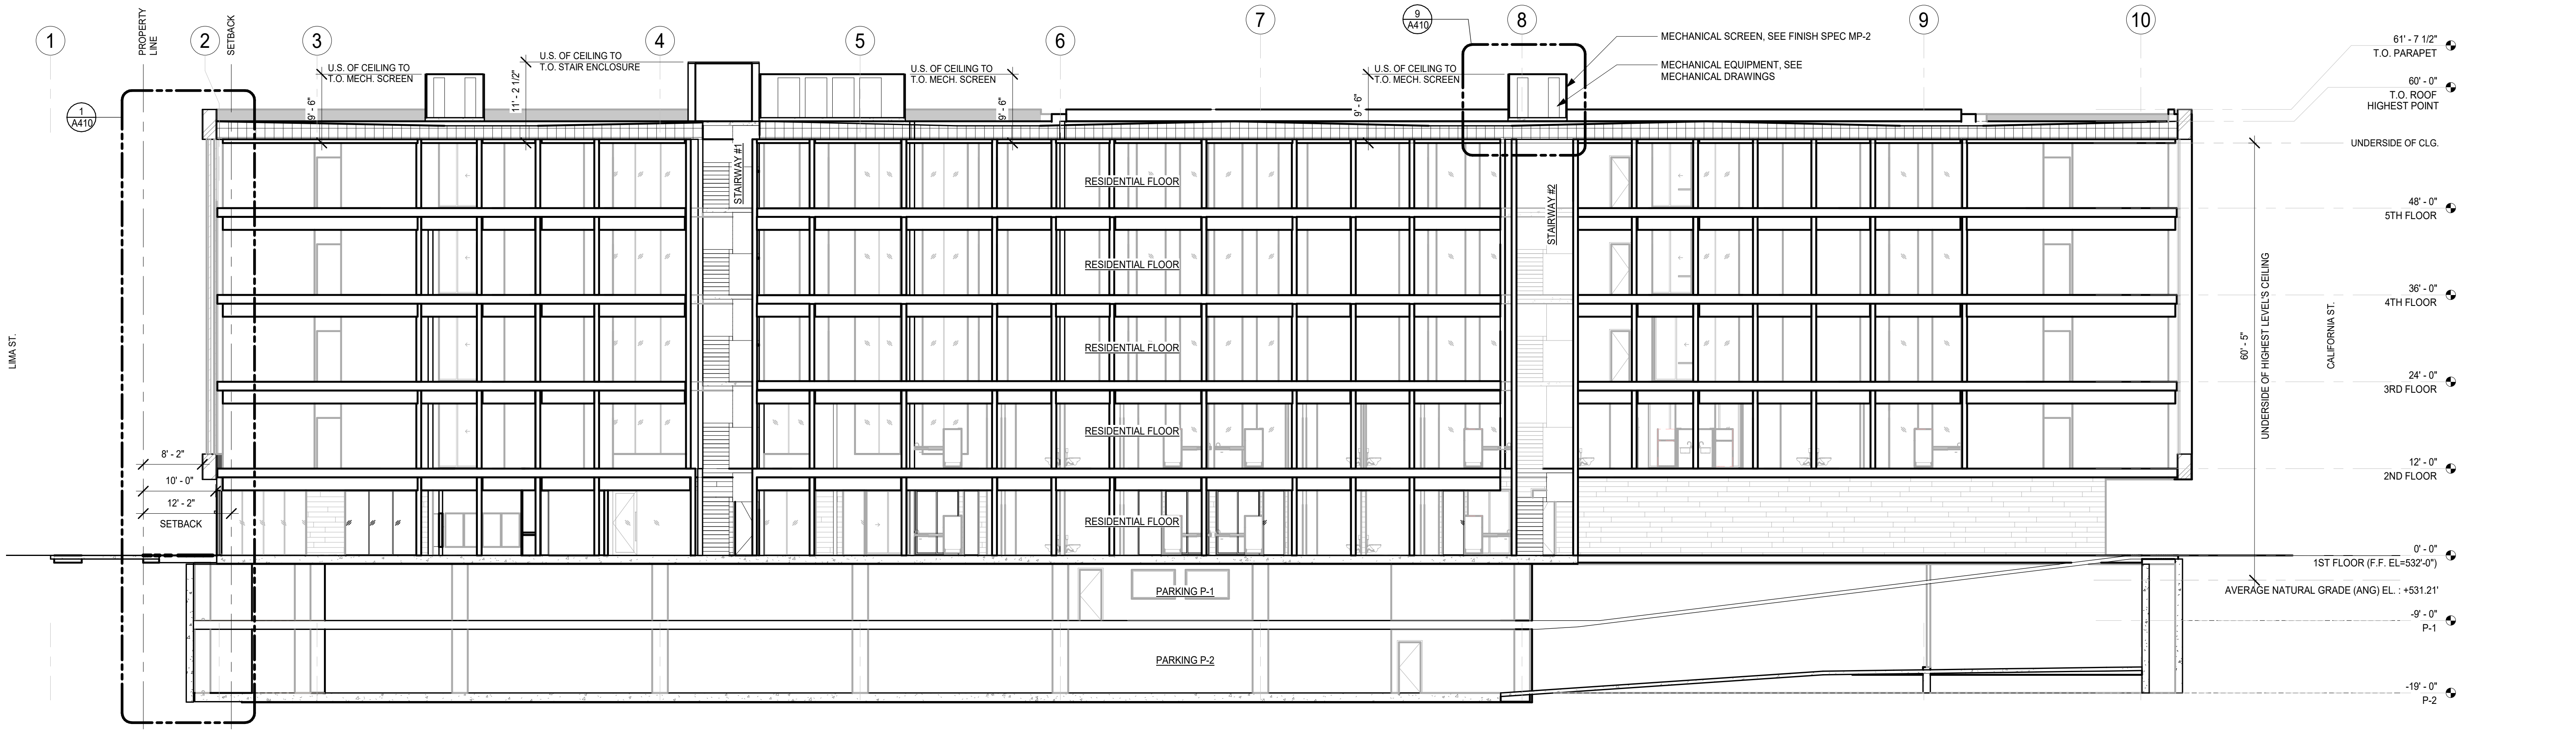 1
PROPERTY
LINE
2
SETBACK
3
4
5
6
7
9
A410
8
9
10
U.S. OF CEILING TO
T.O. MECH. SCREEN
9' - 6"
U.S. OF CEILING TO
T.O. STAIR ENCLOSURE
11' - 2 1/2"
U.S. OF CEILING TO
T.O. MECH. SCREEN
9' - 6"
U.S. OF CEILING TO
T.O. MECH. SCREEN
9' - 6"
MECHANICAL SCREEN, SEE FINISH SPEC MP-2
MECHANICAL EQUIPMENT, SEE
MECHANICAL DRAWINGS
61' - 7 1/2"
T.O. PARAPET
60' - 0"
T.O. ROOF
HIGHEST POINT
1
A410
UNDERSIDE OF CLG.
STAIRWAY #1
RESIDENTIAL FLOOR
STAIRWAY #2
48' - 0"
5TH FLOOR
RESIDENTIAL FLOOR
36' - 0"
4TH FLOOR
LIMA ST.
RESIDENTIAL FLOOR
60' - 5"
UNDERSIDE OF HIGHEST LEVEL'S CEILING
CALIFORNIA ST.
24' - 0"
3RD FLOOR
RESIDENTIAL FLOOR
8' - 2"
12' - 0"
2ND FLOOR
10' - 0"
12' - 2"
SETBACK
RESIDENTIAL FLOOR
0' - 0"
1ST FLOOR (F.F. EL=532'-0")
PARKING P-1
AVERAGE NATURAL GRADE (ANG) EL. : +531.21'
-9' - 0"
P-1
PARKING P-2
-19' - 0"
P-2